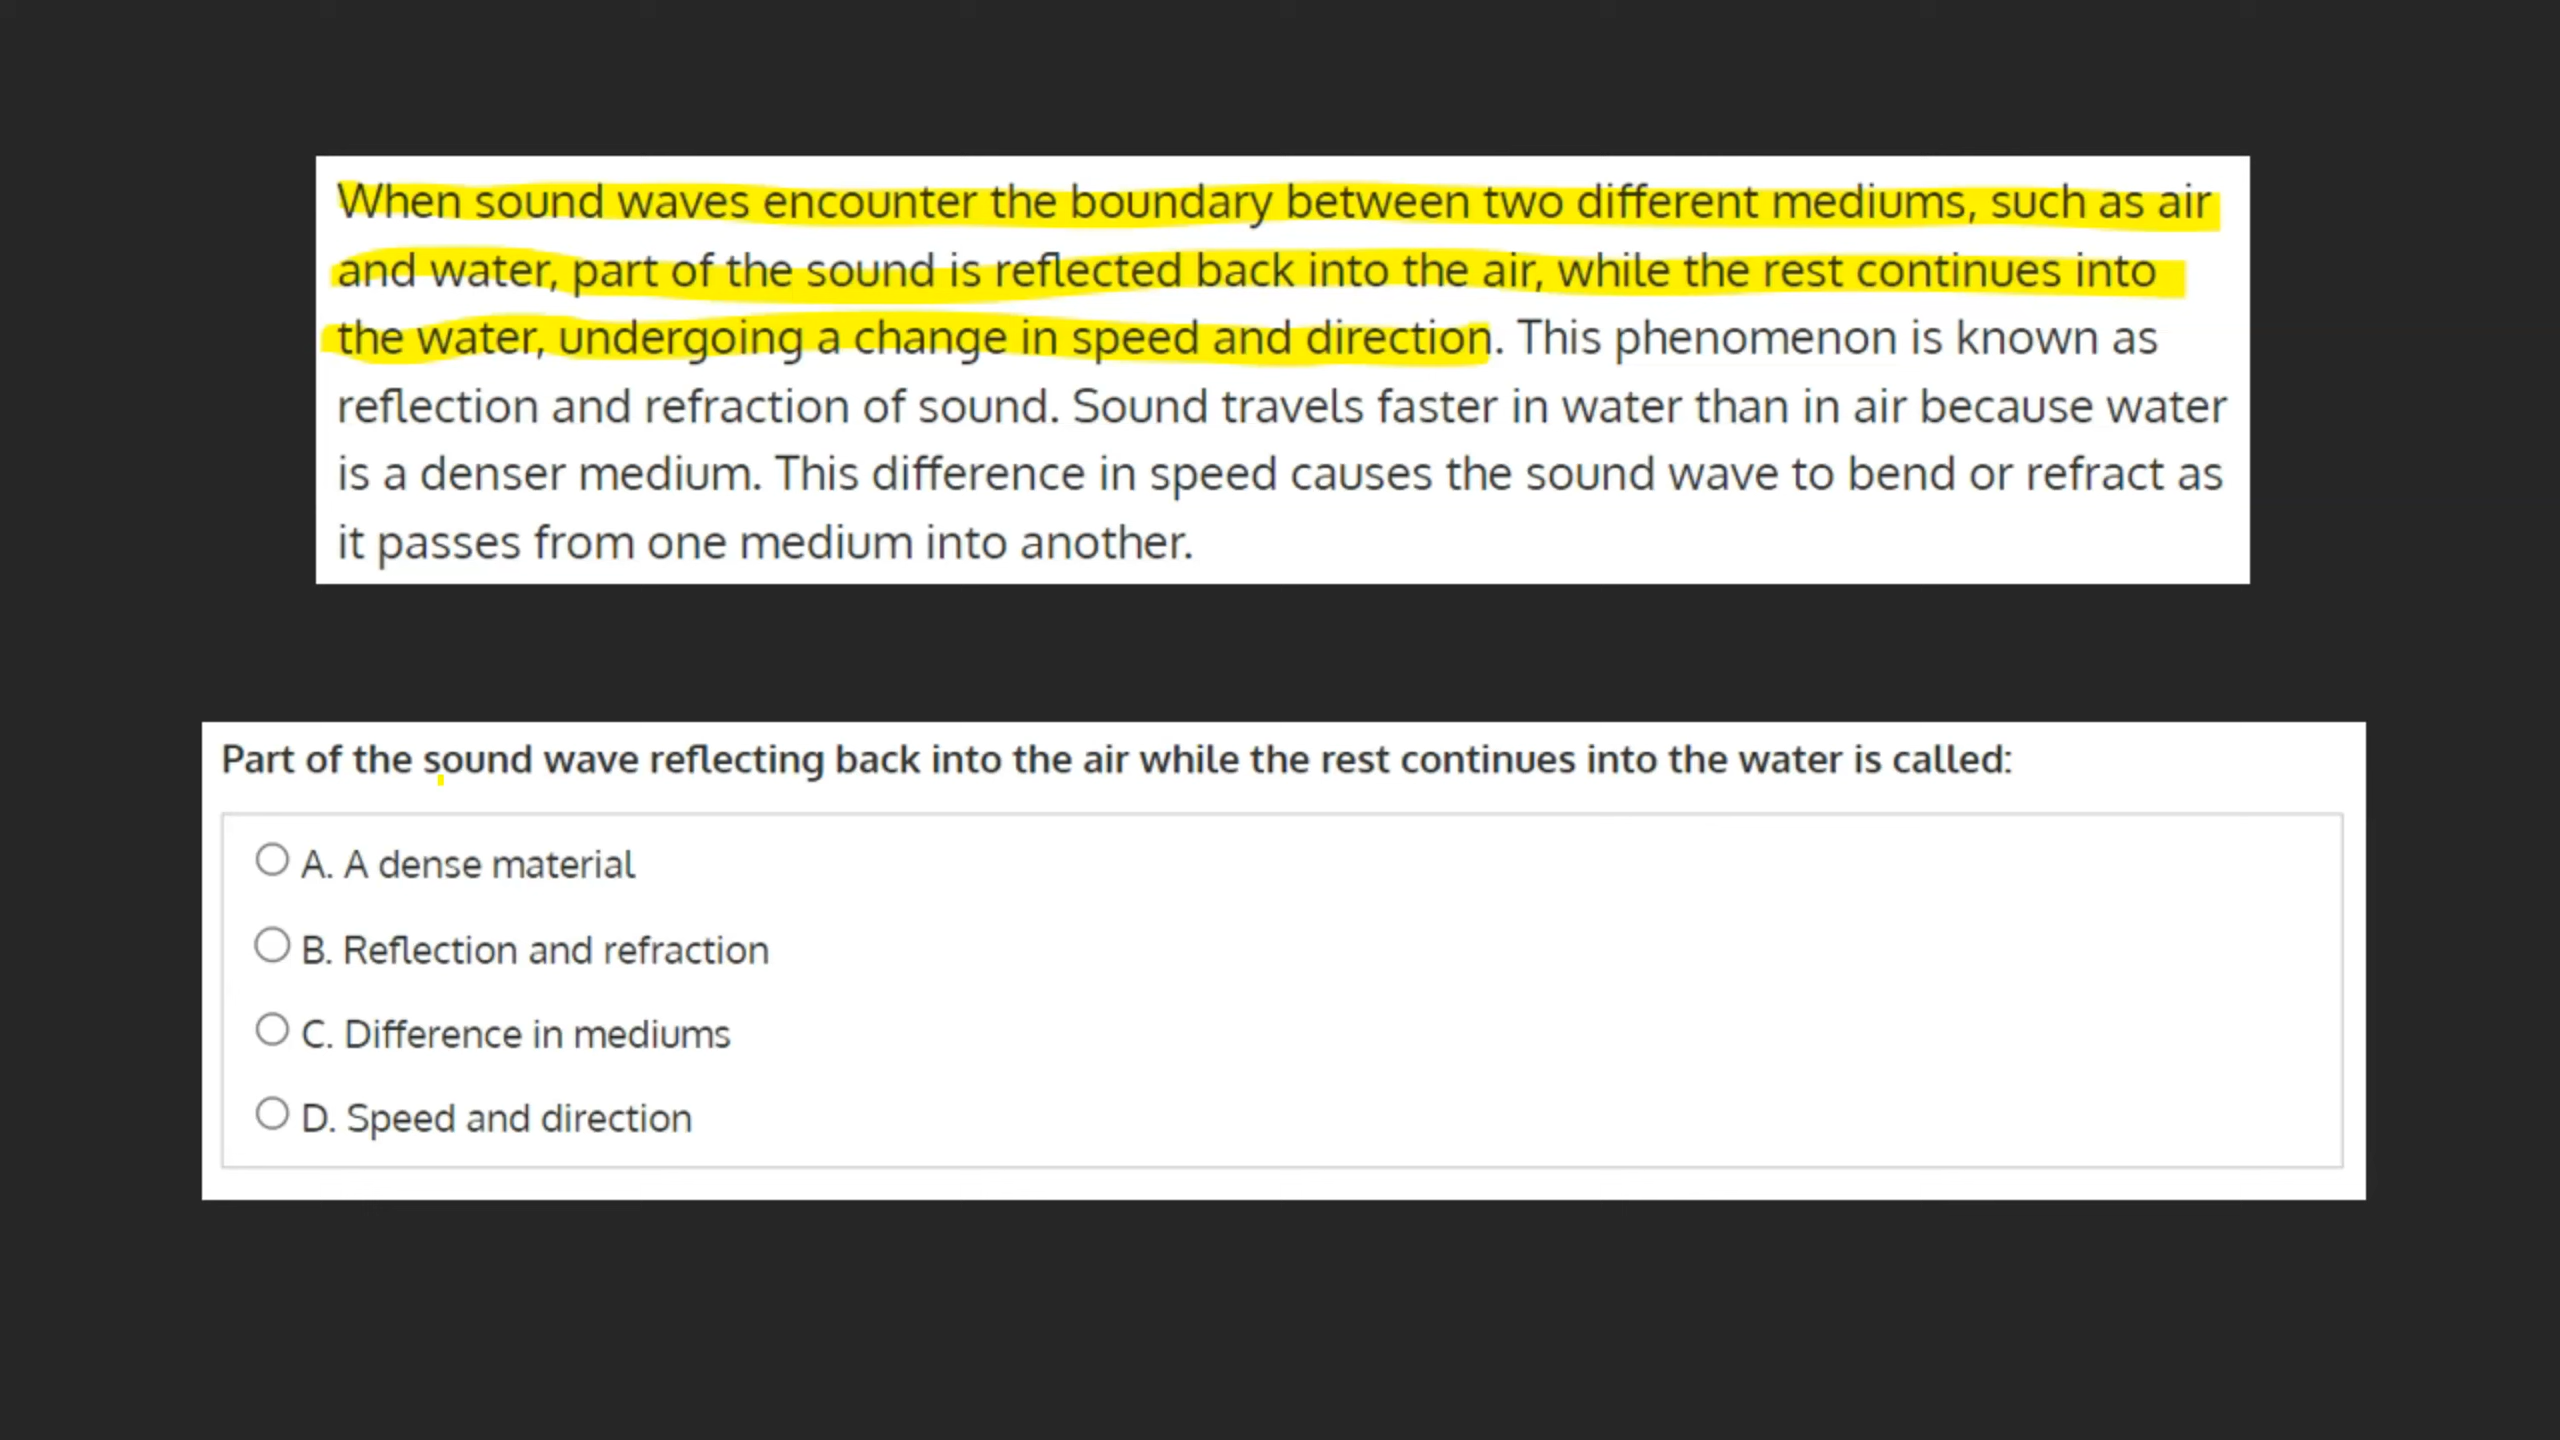 When sound waves encounter the boundary between two different mediums, such as air
and water, part of the sound is reflected back into the air, while the rest continues into
the water, undergoing a change in speed and direction. This phenomenon is known as
reflection and refraction of sound. Sound travels faster in water than in air because water
is a denser medium. This difference in speed causes the sound wave to bend or refract as
it passes from one medium into another.
Part of the sound wave reflecting back into the air while the rest continues into the water is called:
A. A dense material
B. Reflection and refraction
C. Difference in mediums
D. Speed and direction